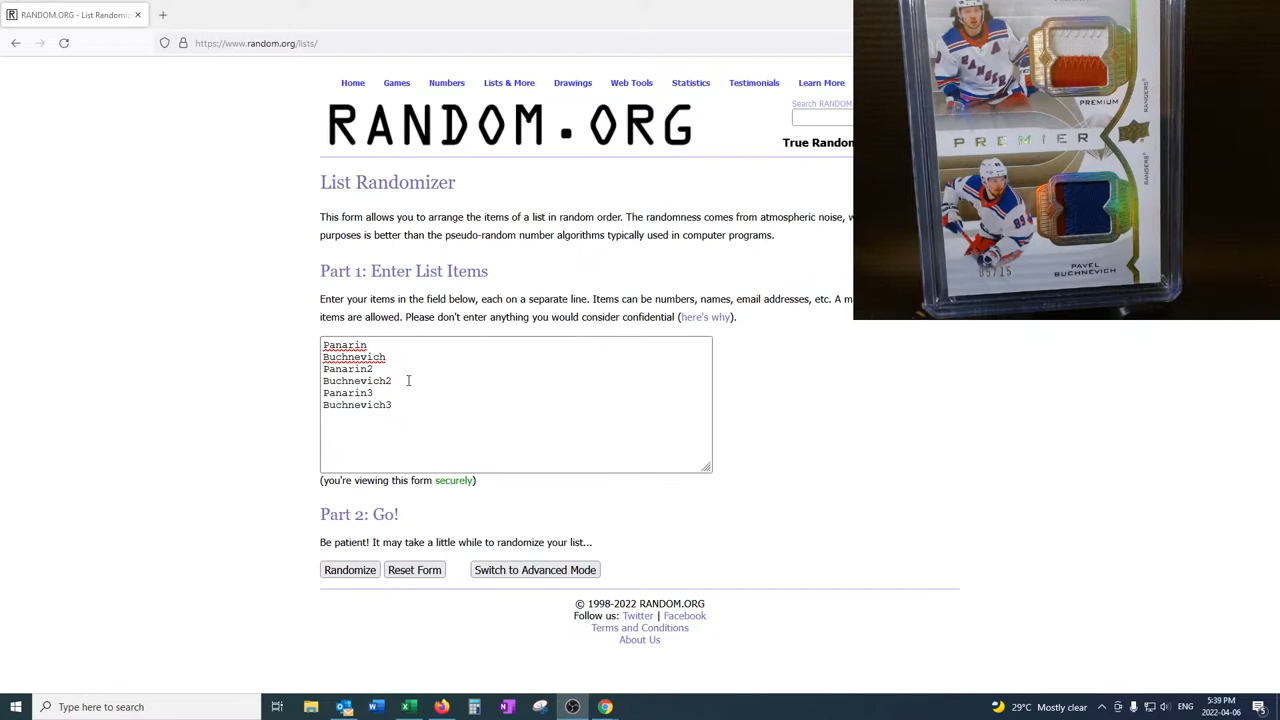 RANDOM.ORG - List Randomiz
https://www.random.org/lists/
Home Games Numbers Lists & More Drawings Web Tools Statistics Testimonials Learn More
Search RANDOM
RANDOM.ORG
True Random
List Randomizer
This form allows you to arrange the items of a list in random order. The randomness comes from atmospheric noise, w
purposes is better than the pseudo-random number algorithms typically used in computer programs.
Part 1: Enter List Items
Enter your items in the field below, each on a separate line. Items can be numbers, names, email addresses, etc. A m
items are allowed. Please don't enter anything you would consider confidential (here's why).
Panarin
Buchnevich
Panarin2
Buchnevich2
Panarin3
Buchnevich3
(you're viewing this form securely)
Part 2: Go!
Be patient! It may take a little while to randomize your list...
Randomize Reset Form Switch to Advanced Mode
© 1998-2022 RANDOM.ORG
Follow us: Twitter | Facebook
Terms and Conditions
About Us
A
RANGERS
PREMIUM
RANGERS
PREMIER
RANGERS
89
05/15
PAVEL
BUCHNEVICH
Type here to search
29°C Mostly clear
ENG
5:39 PM
2022-04-06